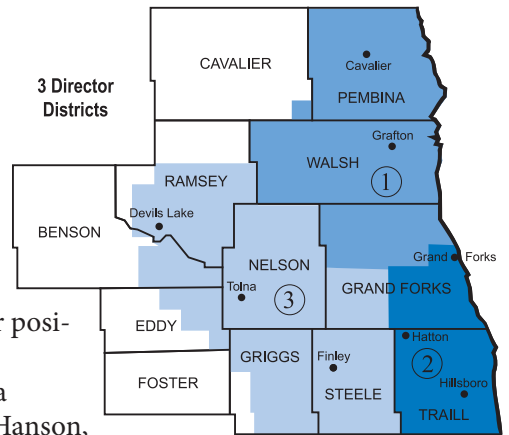 CAVALIER
Cavalier
3 Director
Districts
PEMBINA
Grafton
WALSH
1
RAMSEY
Devils Lake
BENSON
NELSON
Grand Forks
Tolna
3
GRAND FORKS
r posi-
EDDY
Hatton
GRIGGS
Finley
2
FOSTER
Hillsboro
a
STEELE
TRAILL
Hanson,